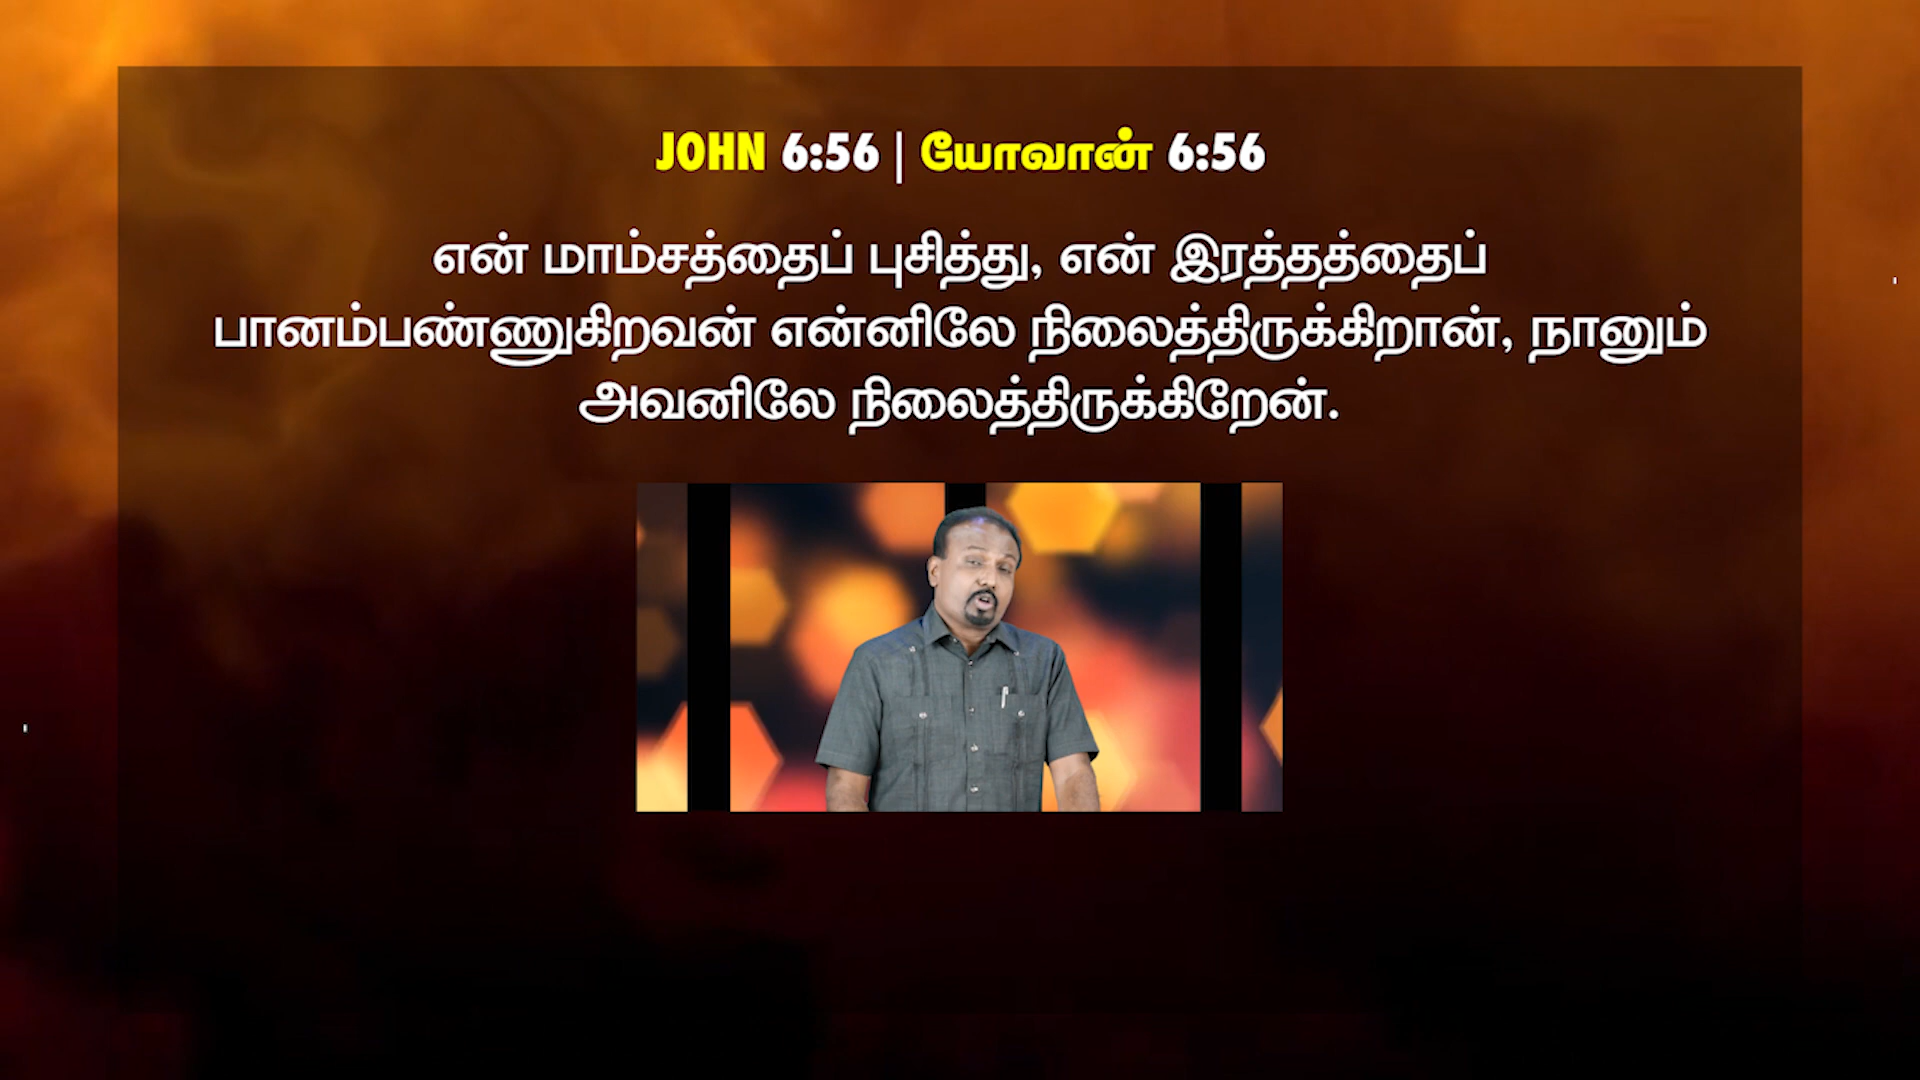 JOHN 6:56 | யோவான் 6:56
என் மாம்சத்தைப் புசித்து, என் இரத்தத்தைப்
பானம்பண்ணுகிறவன் என்னிலே நிலைத்திருக்கிறான், நானும்
அவனிலே நிலைத்திருக்கிறேன்.